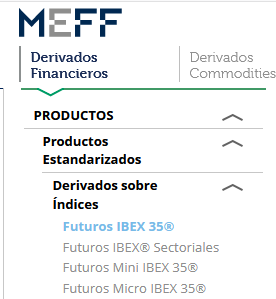 MEFF
Derivados Financieros
Derivados Commodities
PRODUCTOS
Productos
Estandarizados
Derivados sobre
Índices
Futuros IBEX 35®
Futuros IBEX® Sectoriales
Futuros Mini IBEX 35®
Futuros Micro IBEX 35®